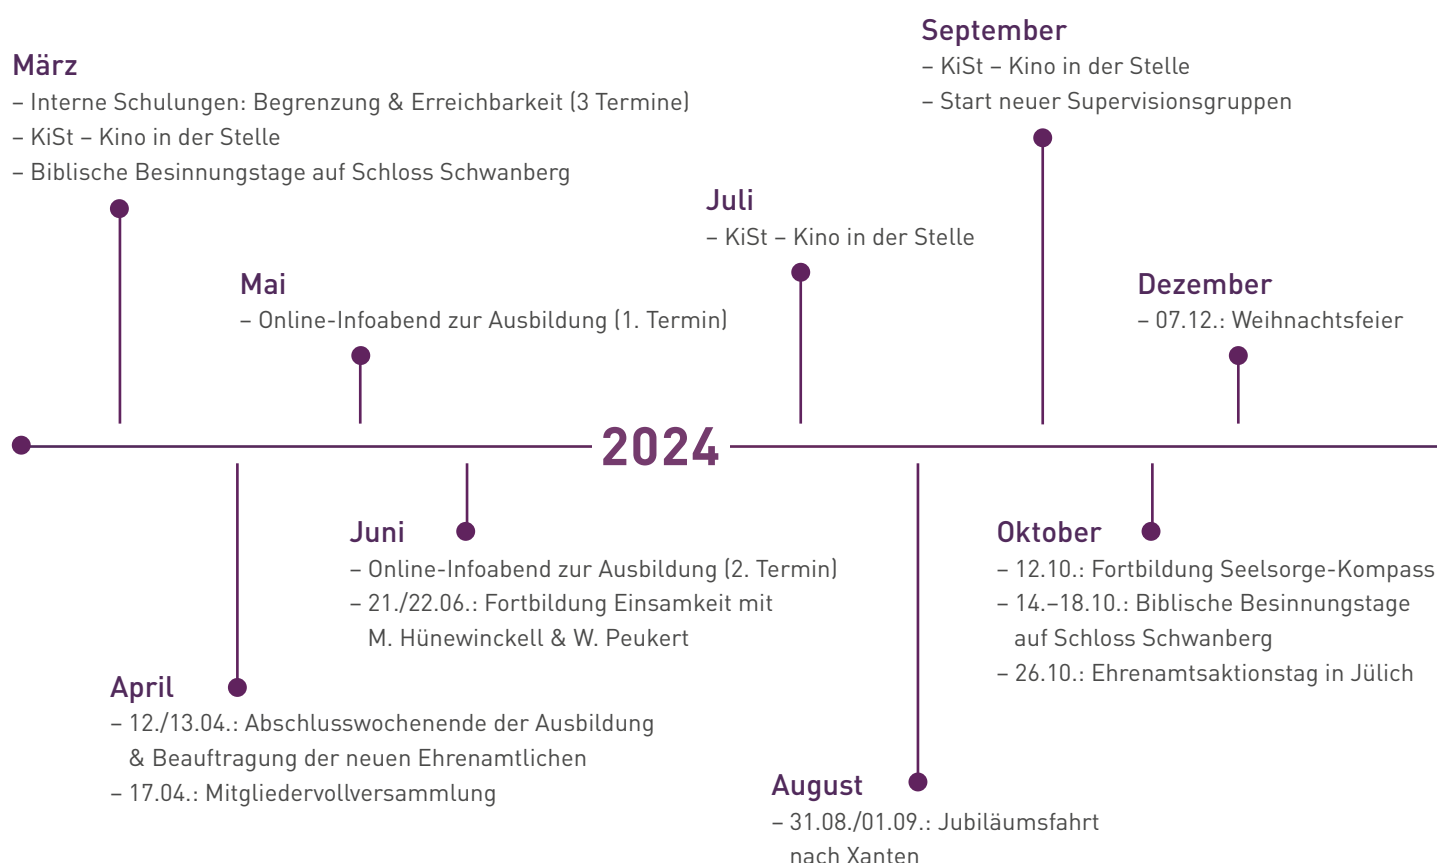 März
– Interne Schulungen: Begrenzung & Erreichbarkeit (3 Termine)
– KiSt – Kino in der Stelle
– Biblische Besinnungstage auf Schloss Schwanberg
Mai
– Online-Infoabend zur Ausbildung (1. Termin)
Juli
– KiSt – Kino in der Stelle
September
– KiSt – Kino in der Stelle
– Start neuer Supervisionsgruppen
Dezember
– 07.12.: Weihnachtsfeier
2024
April
– 12./13.04.: Abschlusswochenende der Ausbildung
& Beauftragung der neuen Ehrenamtlichen
– 17.04.: Mitgliedervollversammlung
Juni
– Online-Infoabend zur Ausbildung (2. Termin)
– 21./22.06.: Fortbildung Einsamkeit mit
M. Hünewinckell & W. Peukert
August
– 31.08./01.09.: Jubiläumsfahrt
nach Xanten
Oktober
– 12.10.: Fortbildung Seelsorge-Kompass
– 14.–18.10.: Biblische Besinnungstage
auf Schloss Schwanberg
– 26.10.: Ehrenamtsaktionstag in Jülich